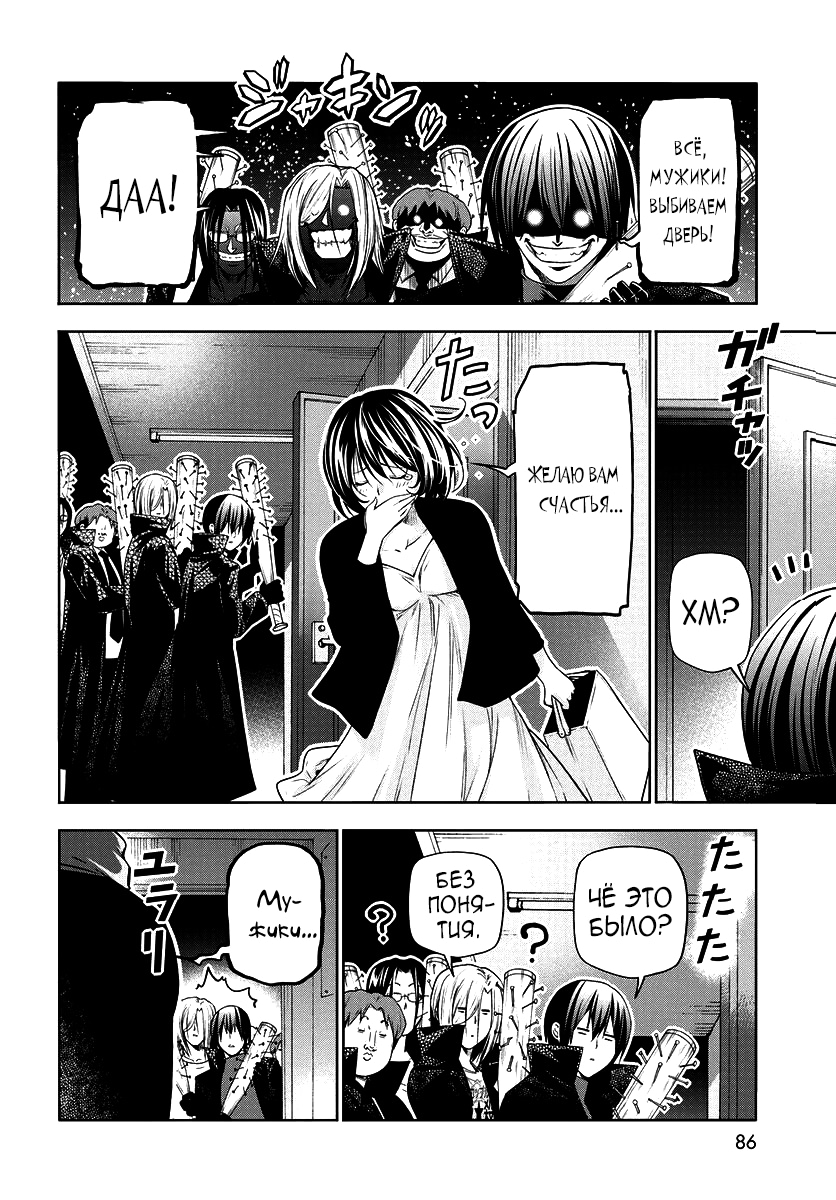 ジャキンッ
ВСЁ,
МУЖИКИ!
ВЫБИВАЕМ
ДВЕРЬ!
ДАА!
ガチャッ
ХМ?
たっ
ЖЕЛАЮ ВАМ
СЧАСТЬЯ...
たたた
ЧЁ ЭТО
БЫЛО?
?
БЕЗ
ПОНЯ-
ТИЯ.
?
Му-
жики...
ユラリ
86